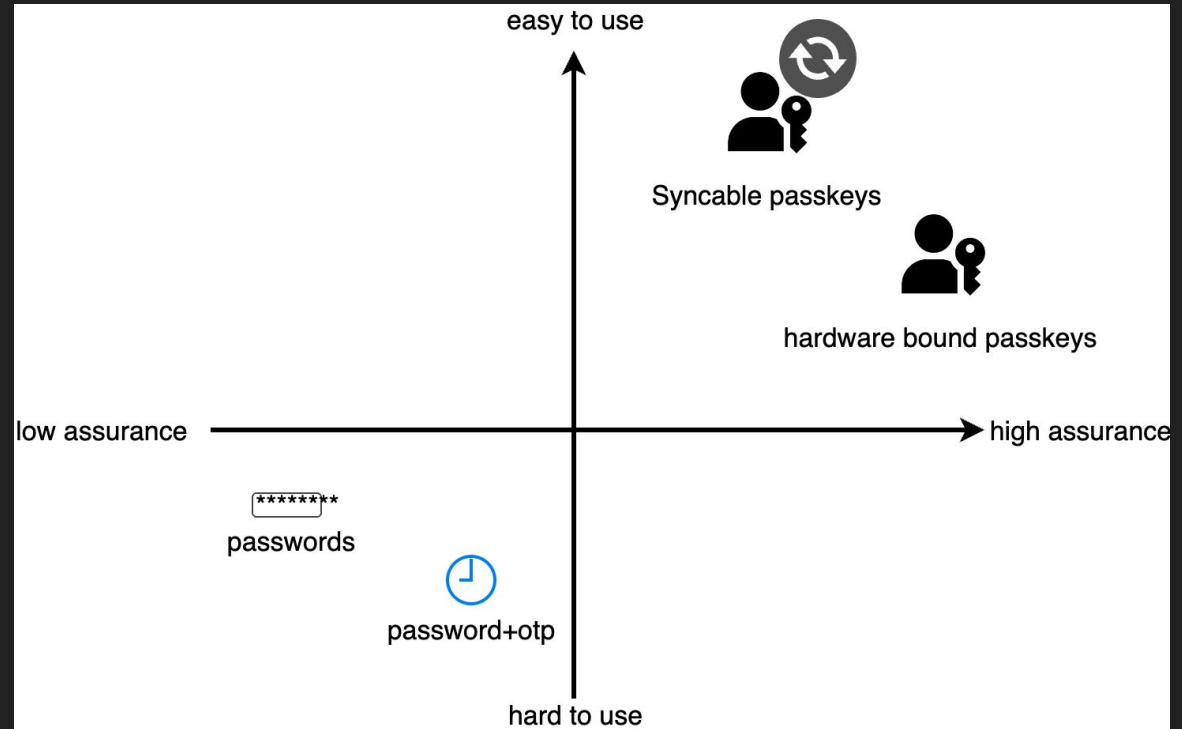 easy to use
Syncable passkeys
hardware bound passkeys
low assurance
high assurance
********
passwords
password+otp
hard to use